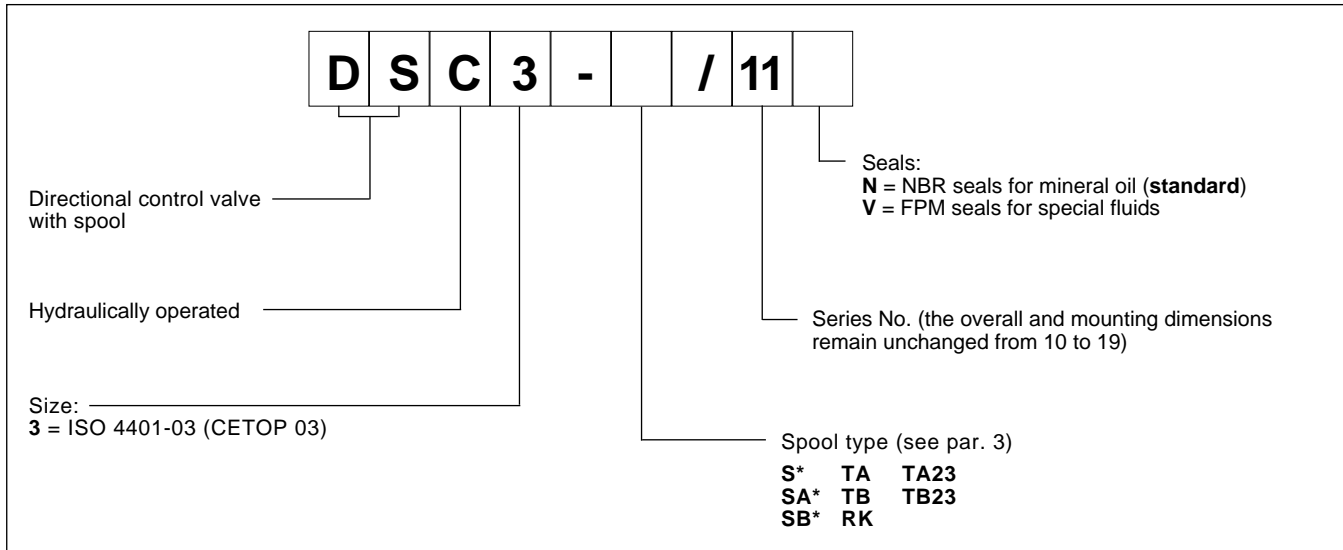 D S C 3 - / 11
Seals:
N = NBR seals for mineral oil (standard)
V = FPM seals for special fluids
Directional control valve
with spool
Hydraulically operated
Series No. (the overall and mounting dimensions
remain unchanged from 10 to 19)
Size:
3 = ISO 4401-03 (CETOP 03)
Spool type (see par. 3)
S* TA TA23
SA* TB TB23
SB* RK